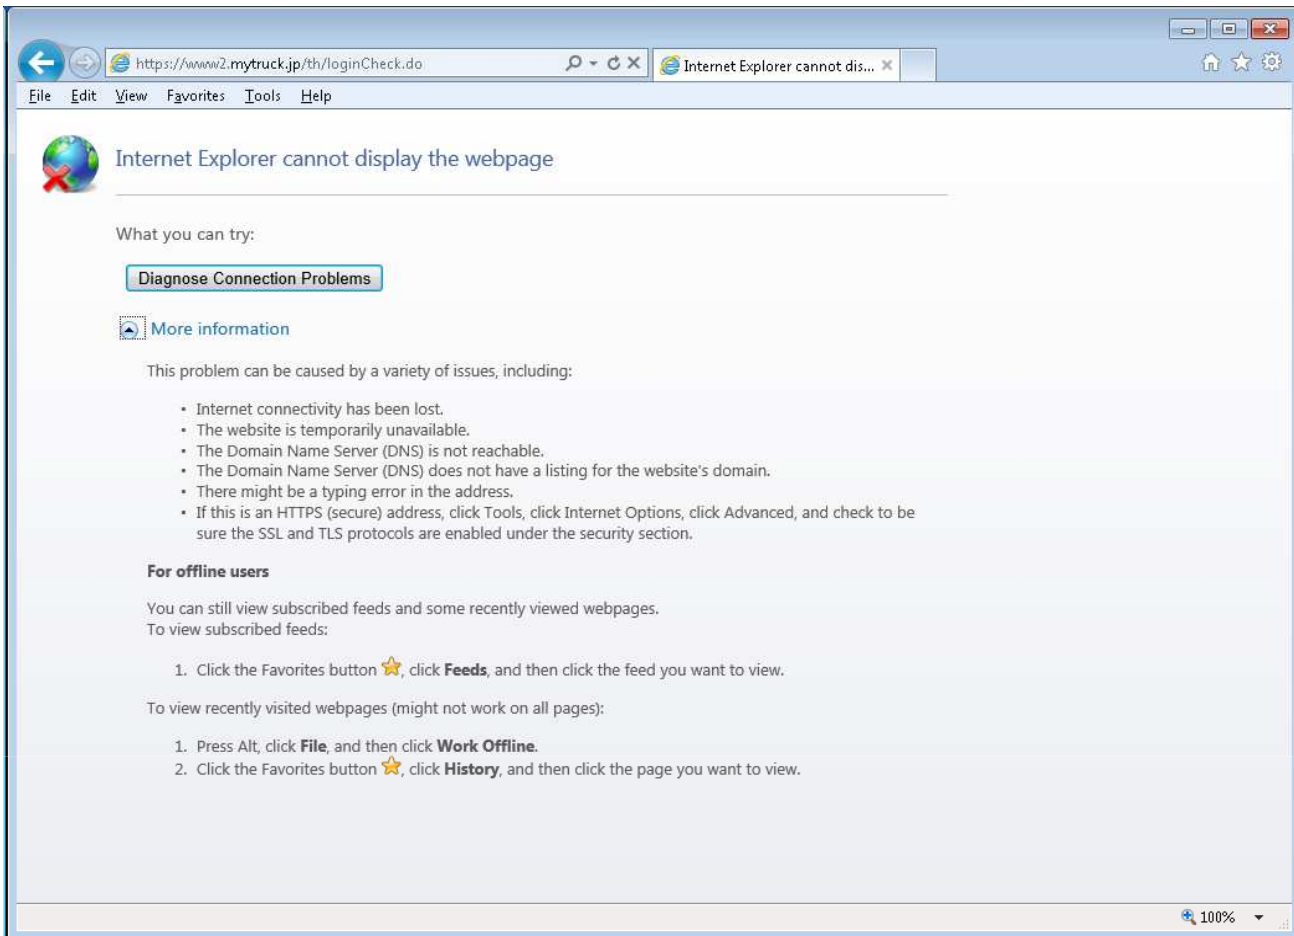 https://www2.mytruck.jp/th/loginCheck.do
Internet Explorer cannot dis...
File Edit View Favorites Tools Help
Internet Explorer cannot display the webpage
What you can try:
Diagnose Connection Problems
More information
This problem can be caused by a variety of issues, including:
• Internet connectivity has been lost.
• The website is temporarily unavailable.
• The Domain Name Server (DNS) is not reachable.
• The Domain Name Server (DNS) does not have a listing for the website's domain.
• There might be a typing error in the address.
• If this is an HTTPS (secure) address, click Tools, click Internet Options, click Advanced, and check to be
sure the SSL and TLS protocols are enabled under the security section.
For offline users
You can still view subscribed feeds and some recently viewed webpages.
To view subscribed feeds:
1. Click the Favorites button , click Feeds, and then click the feed you want to view.
To view recently visited webpages (might not work on all pages):
1. Press Alt, click File, and then click Work Offline.
2. Click the Favorites button , click History, and then click the page you want to view.
100%